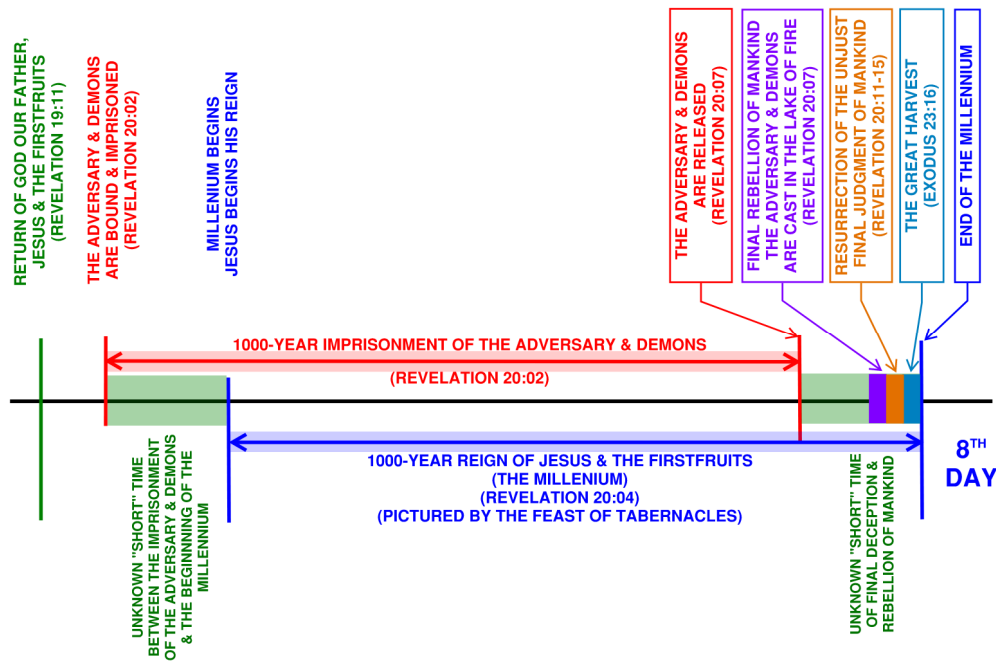 RETURN OF GOD OUR FATHER,
JESUS & THE FIRSTFRUITS
(REVELATION 19:11)
THE ADVERSARY & DEMONS
ARE BOUND & IMPRISONED
(REVELATION 20:02)
MILLENIUM BEGINS
JESUS BEGINS HIS REIGN
THE ADVERSARY & DEMONS
ARE RELEASED
(REVELATION 20:07)
FINAL REBELLION OF MANKIND
THE ADVERSARY & DEMONS
ARE CAST IN THE LAKE OF FIRE
(REVELATION 20:07)
RESURRECTION OF THE UNJUST
FINAL JUDGMENT OF MANKIND
(REVELATION 20:11-15)
THE GREAT HARVEST
(EXODUS 23:16)
END OF THE MILLENNIUM
1000-YEAR IMPRISONMENT OF THE ADVERSARY & DEMONS
(REVELATION 20:02)
1000-YEAR REIGN OF JESUS & THE FIRSTFRUITS
(THE MILLENIUM)
(REVELATION 20:04)
(PICTURED BY THE FEAST OF TABERNACLES)
8TH
DAY
UNKNOWN "SHORT" TIME
BETWEEN THE IMPRISONMENT
OF THE ADVERSARY & DEMONS
& THE BEGINNNING OF THE
MILLENNIUM
UNKNOWN "SHORT" TIME
OF FINAL DECEPTION &
REBELLION OF MANKIND